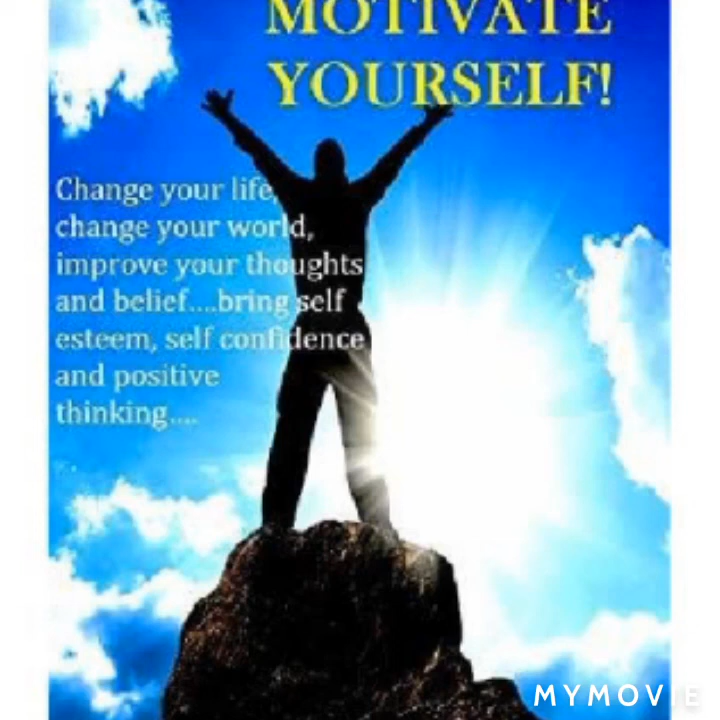 MOTIVATE
YOURSELF!
Change your life,
change your world,
improve your thoughts
and belief....bring self
esteem, self confidence
and positive
thinking....
MYMOVIE